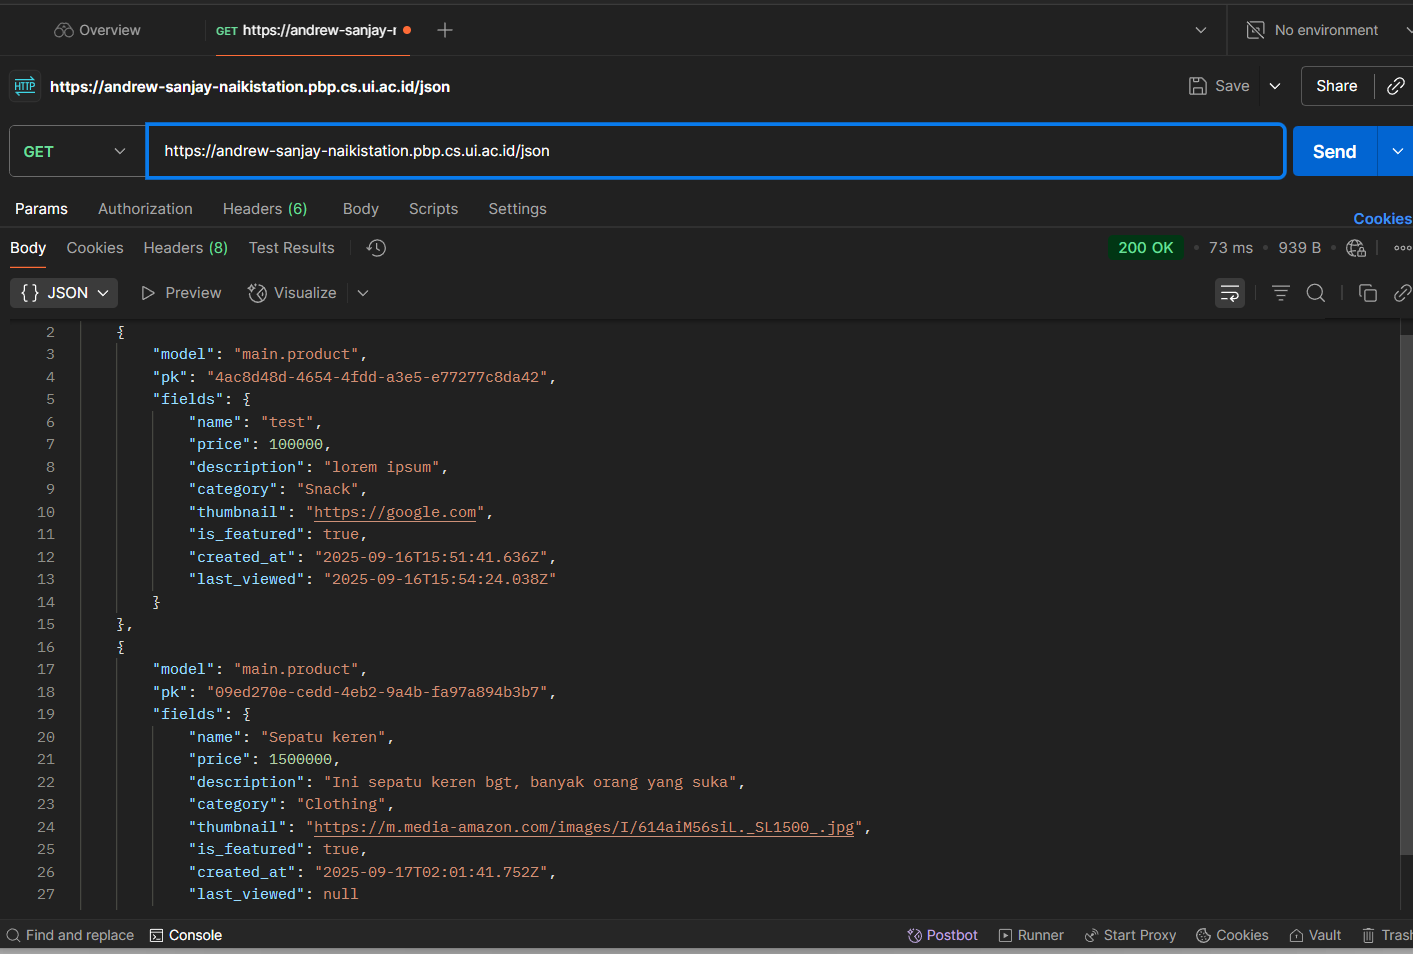 Overview
GET https://andrew-sanjay-r
No environment
HTTP https://andrew-sanjay-naikistation.pbp.cs.ui.ac.id/json
Save
Share
GET
https://andrew-sanjay-naikistation.pbp.cs.ui.ac.id/json
Send
Params Authorization Headers (6) Body Scripts Settings
Cookies
Body Cookies Headers (8) Test Results
200 OK • 73 ms • 939 B •
{} JSON Preview Visualize
2 {
3 "model": "main.product",
4 "pk": "4ac8d48d-4654-4fdd-a3e5-e77277c8da42",
5 "fields": {
6 "name": "test",
7 "price": 100000,
8 "description": "lorem ipsum",
9 "category": "Snack",
10 "thumbnail": "https://google.com",
11 "is_featured": true,
12 "created_at": "2025-09-16T15:51:41.636Z",
13 "last_viewed": "2025-09-16T15:54:24.038Z"
14 }
15 },
16 {
17 "model": "main.product",
18 "pk": "09ed270e-cedd-4eb2-9a4b-fa97a894b3b7",
19 "fields": {
20 "name": "Sepatu keren",
21 "price": 1500000,
22 "description": "Ini sepatu keren bgt, banyak orang yang suka",
23 "category": "Clothing",
24 "thumbnail": "https://m.media-amazon.com/images/I/614aiM56siL._SL1500_.jpg",
25 "is_featured": true,
26 "created_at": "2025-09-17T02:01:41.752Z",
27 "last_viewed": null
Find and replace Console Postbot Runner Start Proxy Cookies Vault Trash